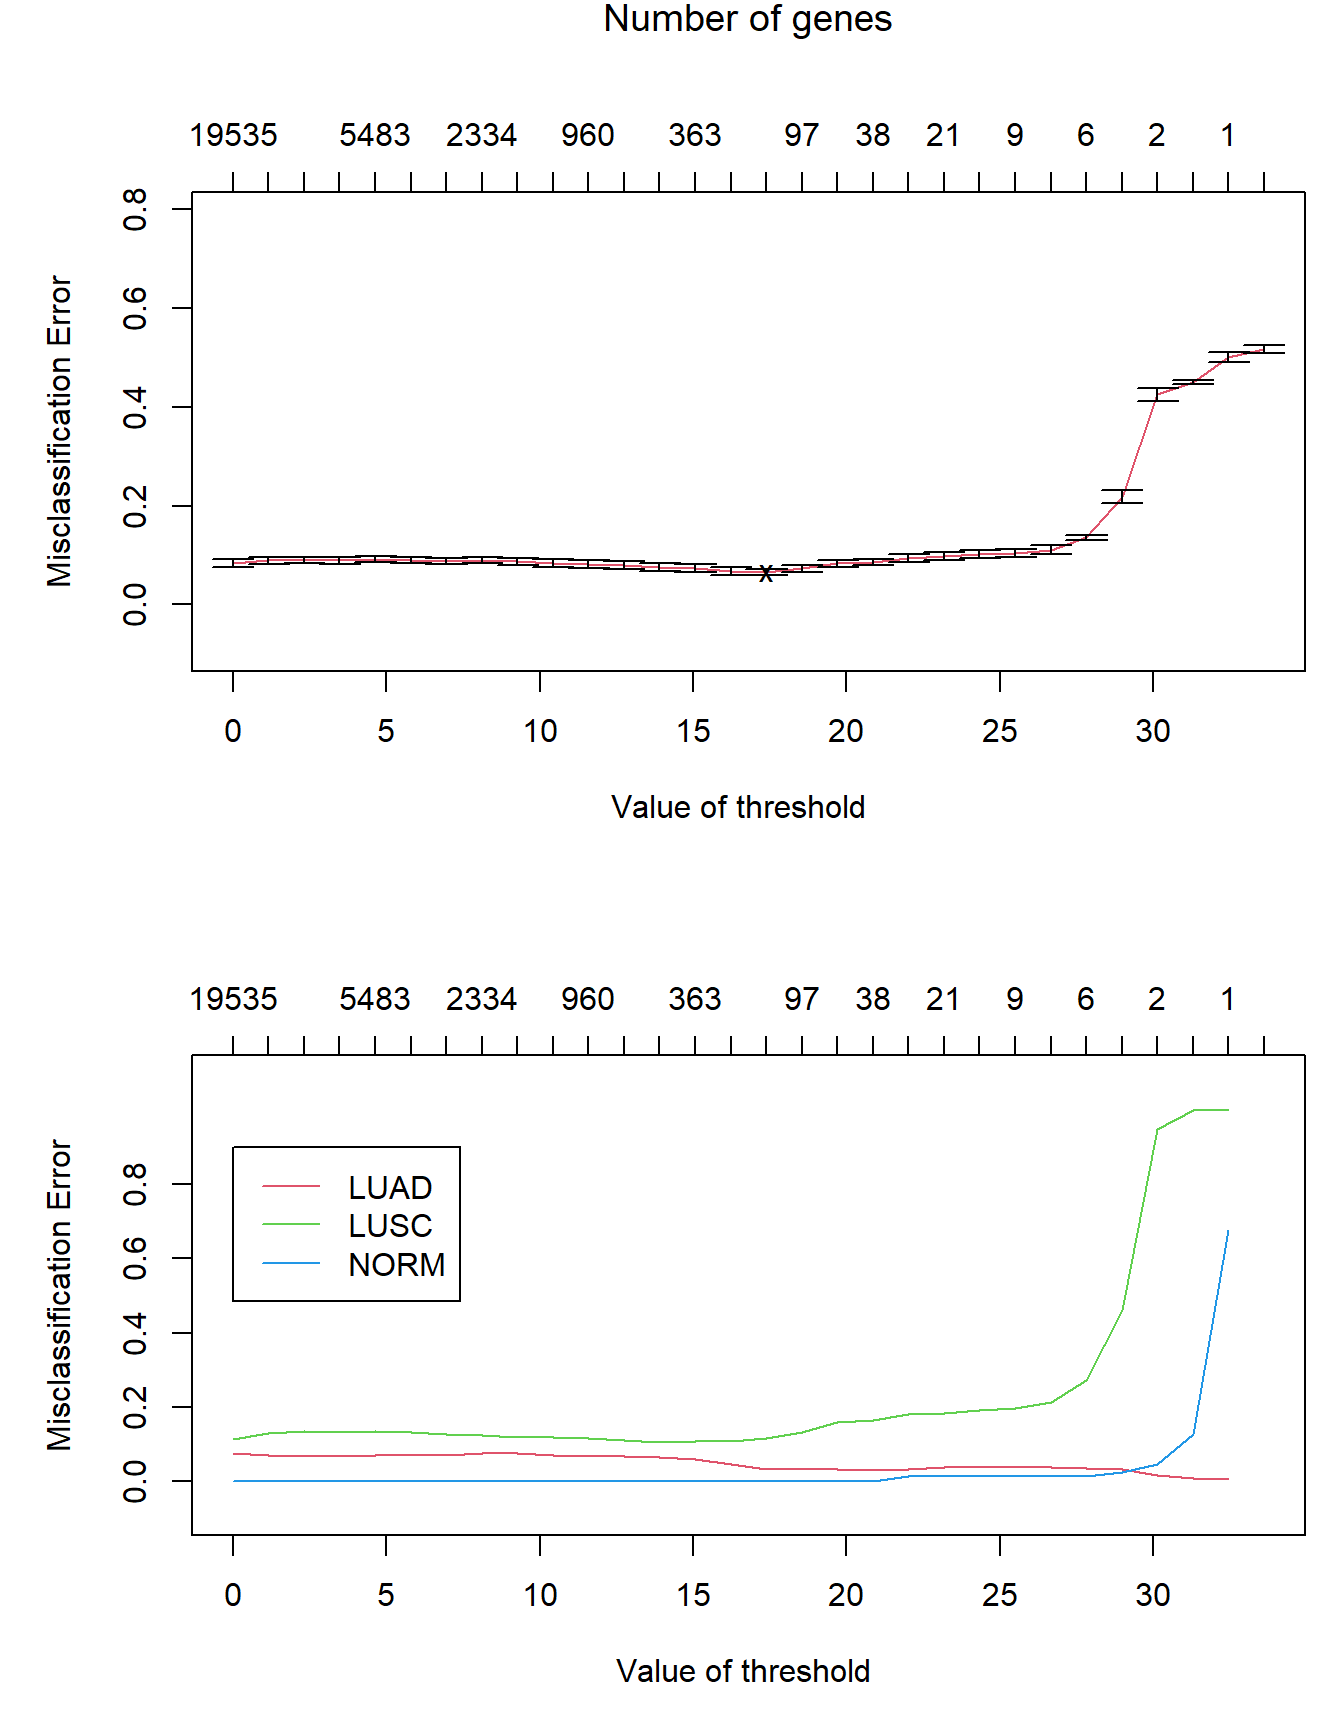 Number of genes
19535 5483 2334 960 363 97 38 21 9 6 2 1
0.8
0.6
0.4
0.2
0.0
Misclassification Error
x
0 5 10 15 20 25 30
Value of threshold
19535 5483 2334 960 363 97 38 21 9 6 2 1
0.8
0.6
0.4
0.2
0.0
Misclassification Error
LUAD
LUSC
NORM
0 5 10 15 20 25 30
Value of threshold